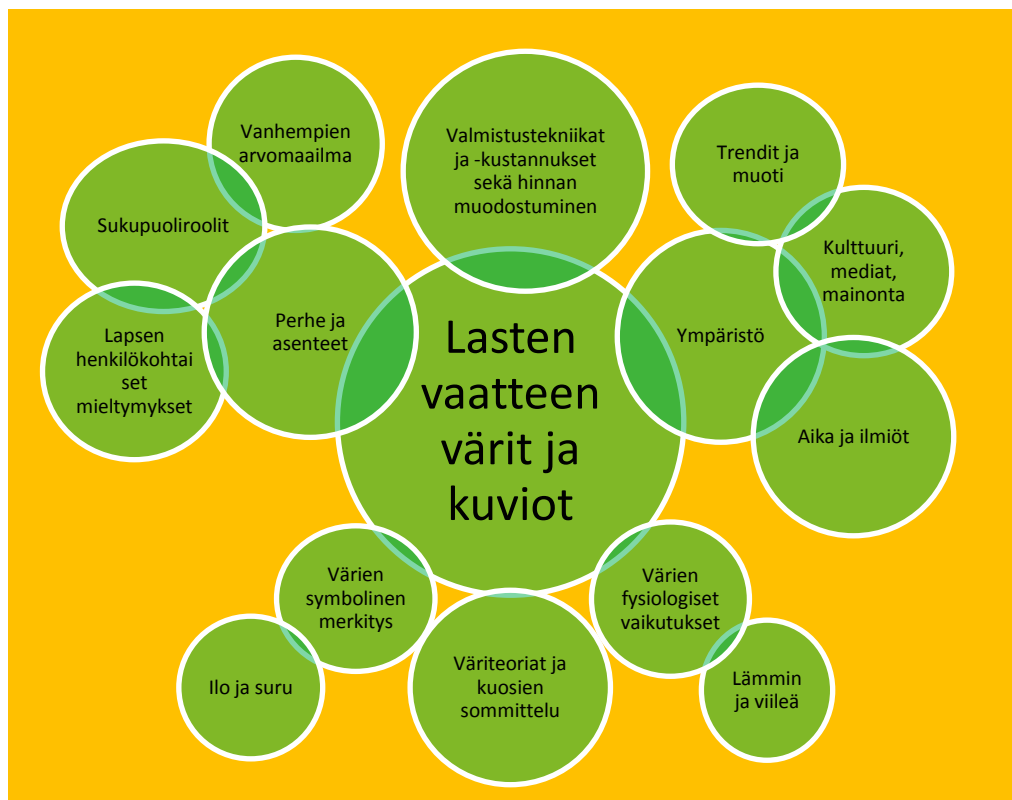 Vanhempien
arvomaailma
Valmistustekniikat
ja -kustannukset
sekä hinnan
muodostuminen
Trendit ja
muoti
Sukupuoliroolit
Kulttuuri,
mediat,
mainonta
Lapsen
henkilökohtai
set
mieltymykset
Perhe ja
asenteet
Lasten
vaatteen
värit ja
kuviot
Ympäristö
Aika ja ilmiöt
Värien
symbolinen
merkitys
Värien
fysiologiset
vaikutukset
Ilo ja suru
Väriteoriat ja
kuosien
sommittelu
Lämmin
ja viileä